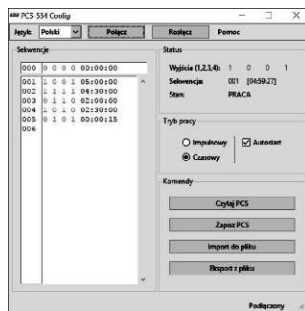 PCS-534 Config
Język: Polski Połącz Rozłącz Pomoc
Sekwencje
000 0 0 0 0 00:00:00
001 1 0 0 1 05:00:00
002 1 1 1 1 04:30:00
003 0 1 1 0 02:00:00
004 1 0 1 0 02:30:00
005 0 1 0 1 00:00:15
006
Status
Wyjścia (1,2,3,4): 1 0 0 1
Sekwencja: 001 [04:59:27]
Stan: PRACA
Tryb pracy
Impulsowy
Czasowy
Autostart
Komendy
Czytaj PCS
Zapisz PCS
Import do pliku
Eksport z pliku
Podłączony